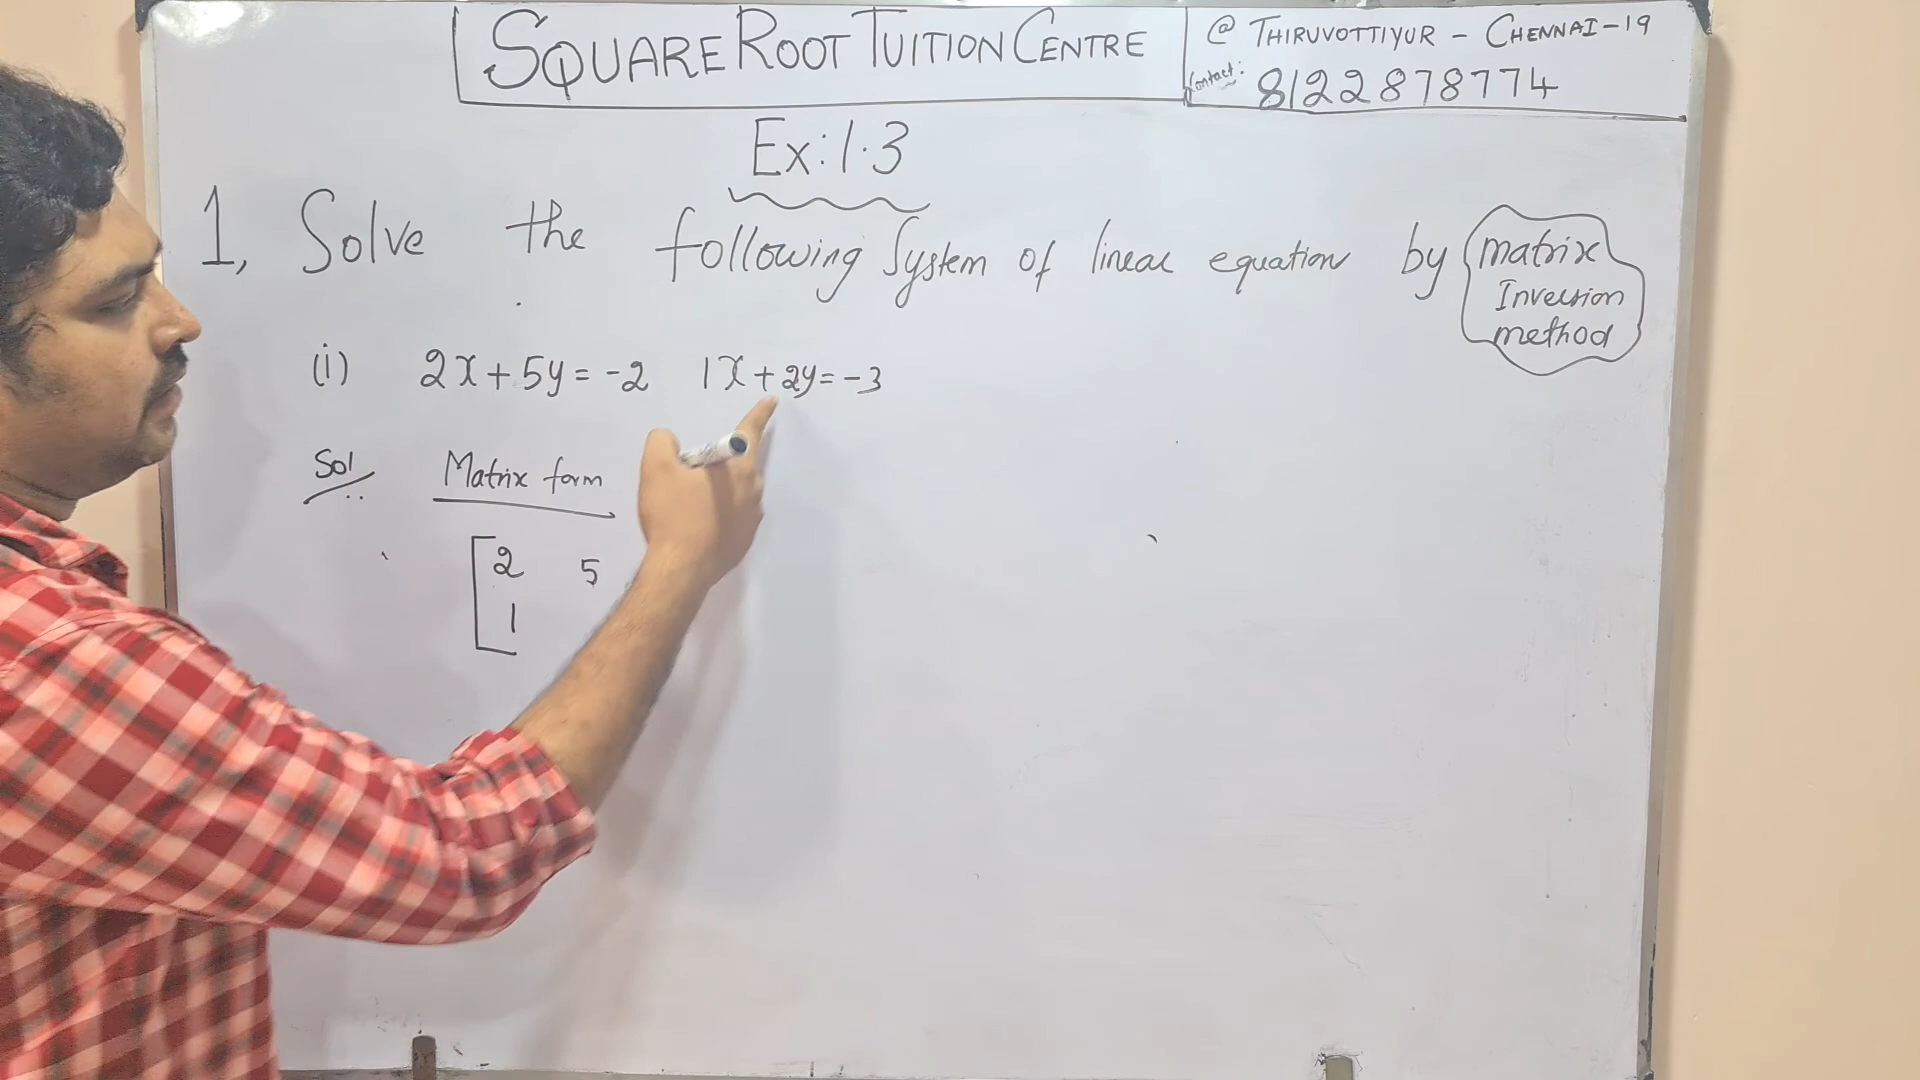 SQUARE ROOT TUITION CENTRE
@ THIRUVOTTIYUR - CHENNAI-19
Contact: 8122878774
Ex: 1.3
1, Solve the following System of linear equation by matrix Inversion method
(i) 2x+5y=-2 1x+2y=-3
Sol Matrix form
2 5
1